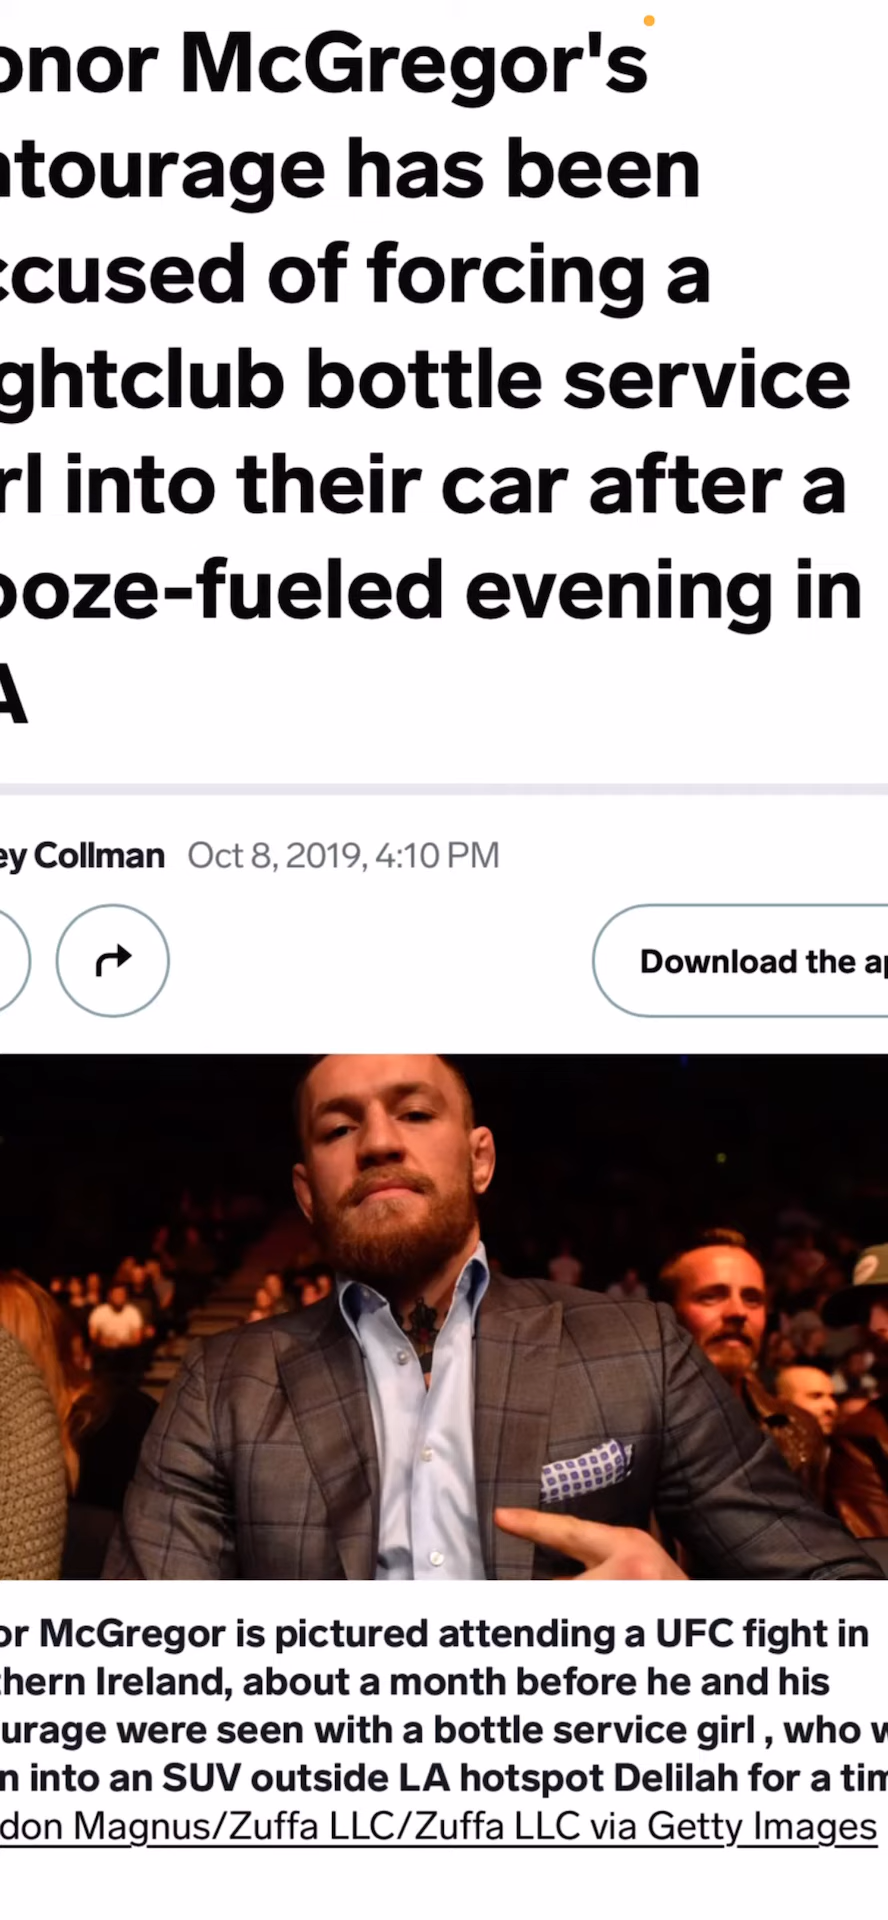 onor McGregor's
ntourage has been
ccused of forcing a
ghtclub bottle service
rl into their car after a
ooze-fueled evening in
A
ey Collman Oct 8, 2019, 4:10 PM
Download the ap
or McGregor is pictured attending a UFC fight in
thern Ireland, about a month before he and his
urage were seen with a bottle service girl , who w
n into an SUV outside LA hotspot Delilah for a tim
don Magnus/Zuffa LLC/Zuffa LLC via Getty Images